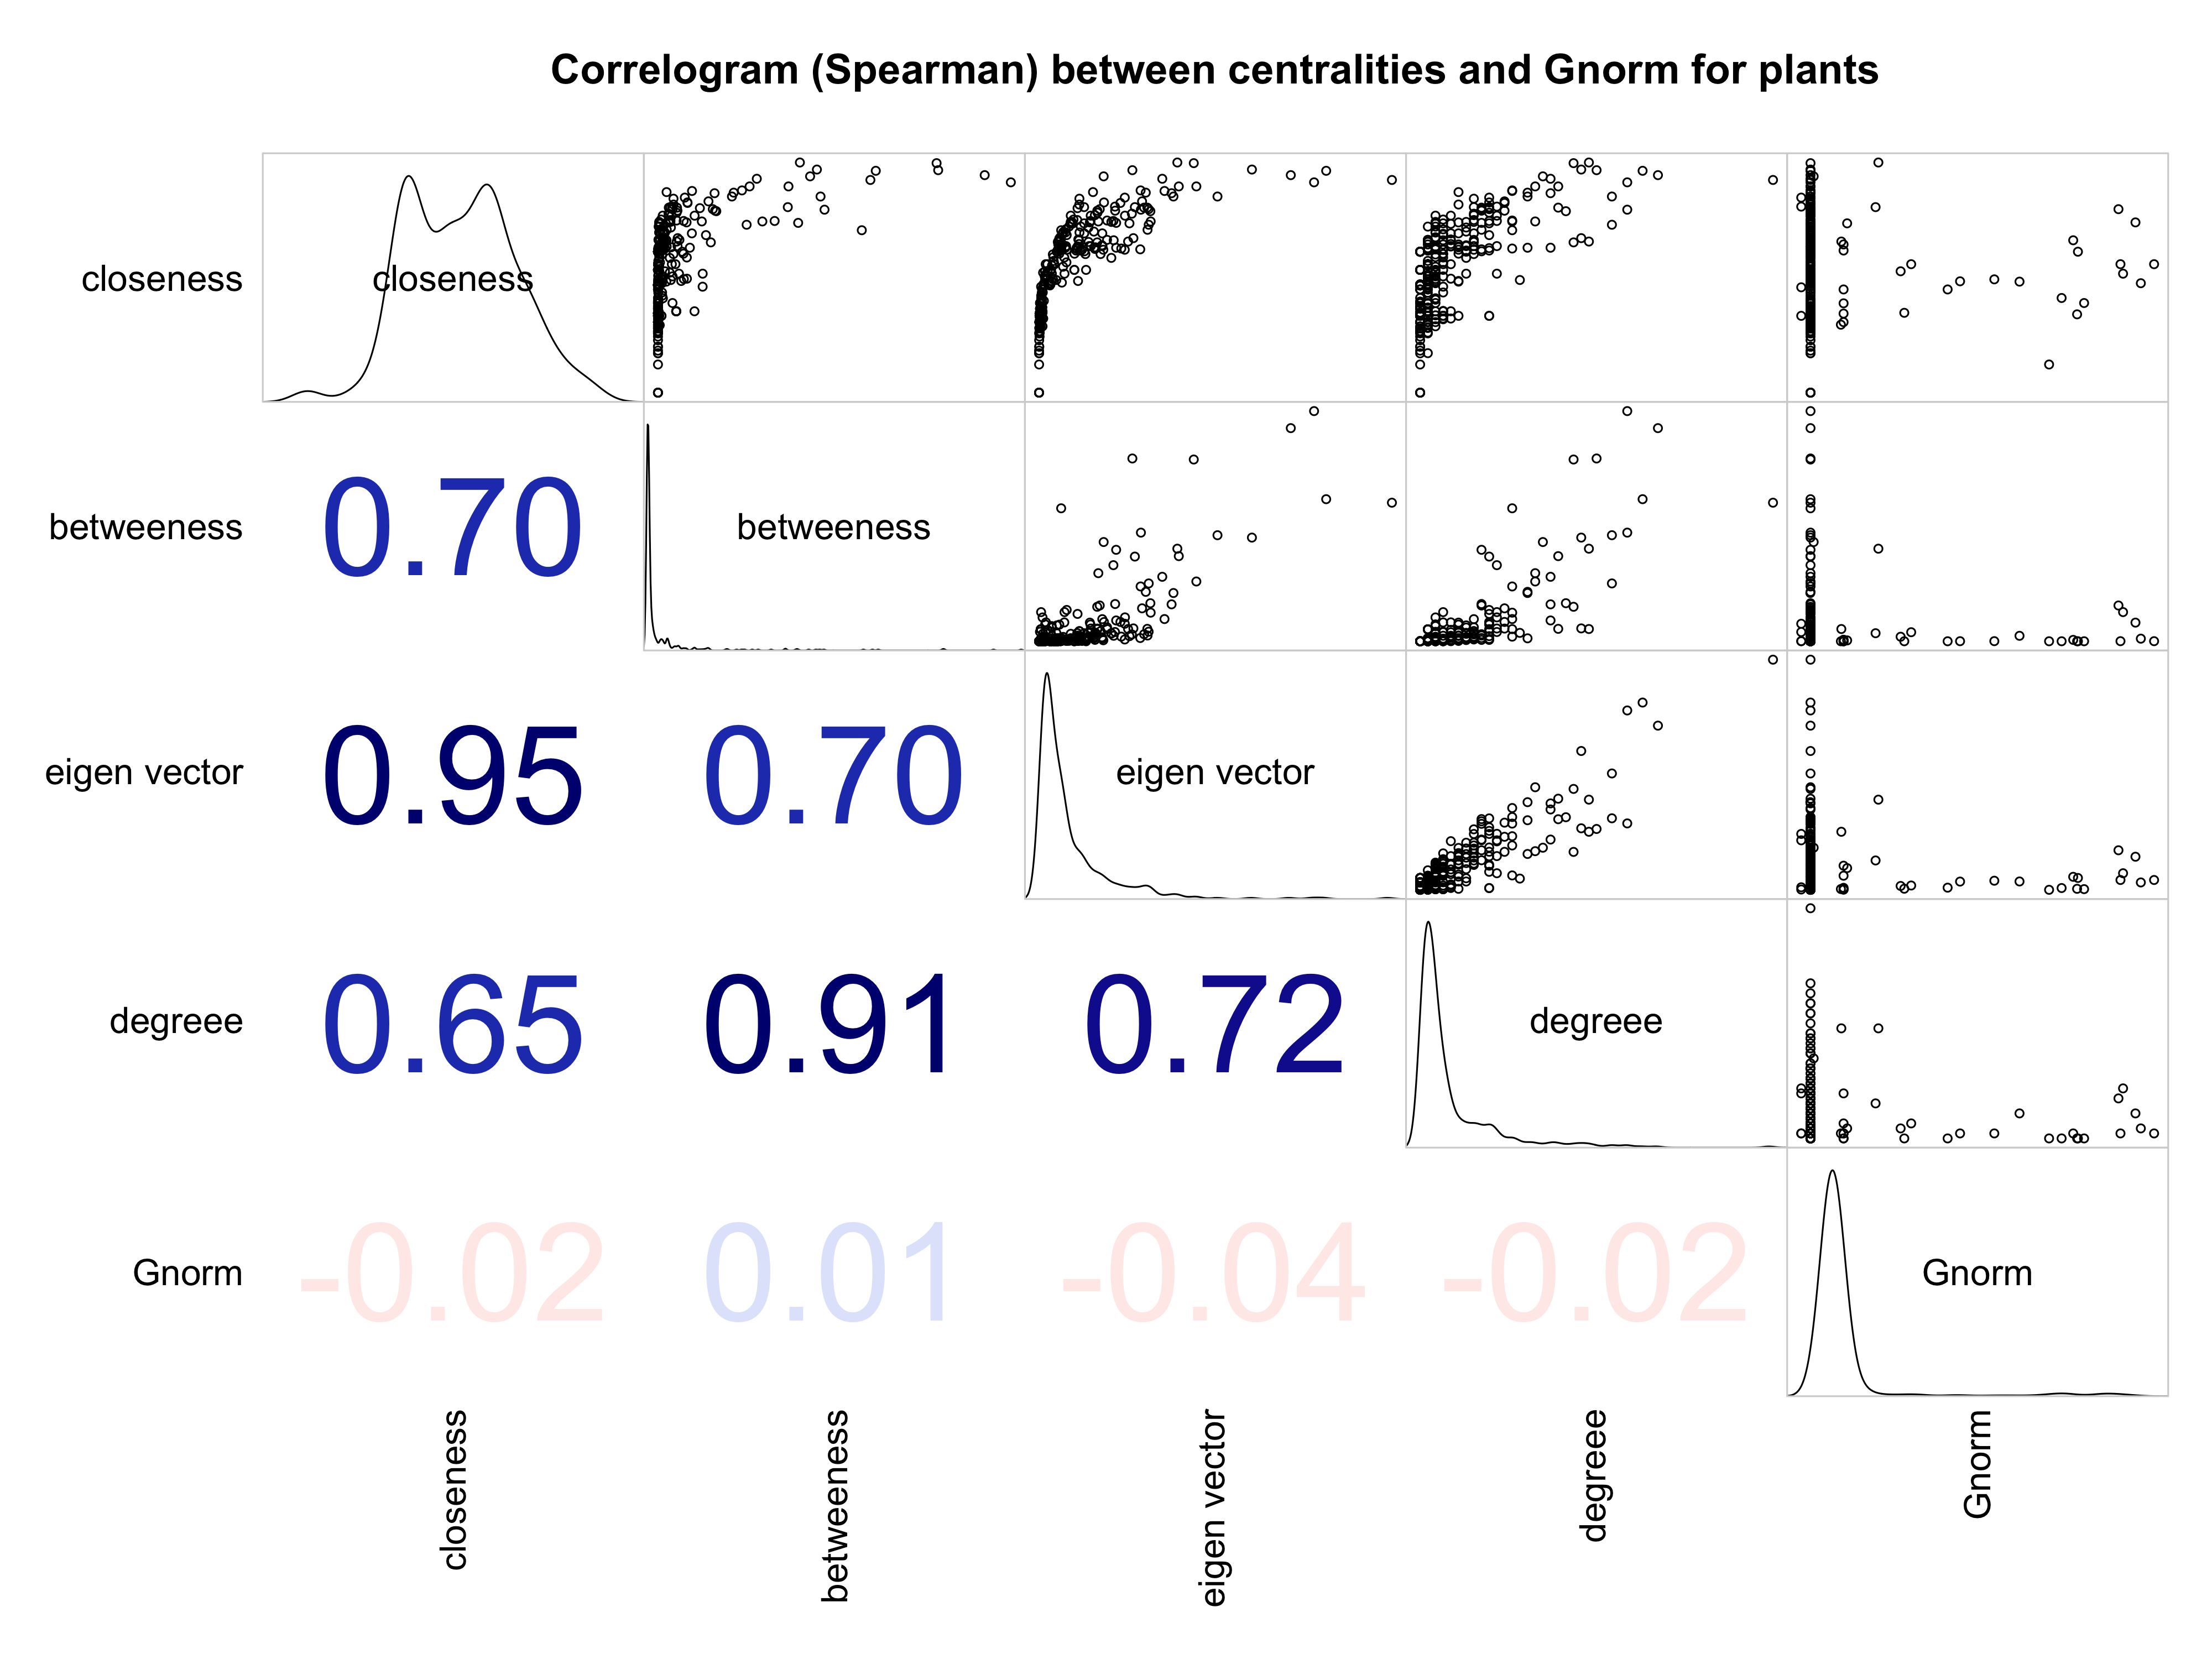 Correlogram (Spearman) between centralities and Gnorm for plants
closeness closeness
betweeness 0.70 betweeness
eigen vector 0.95 0.70 eigen vector
degreee 0.65 0.91 0.72 degreee
Gnorm -0.02 0.01 -0.04 -0.02 Gnorm
closeness betweeness eigen vector degreee Gnorm